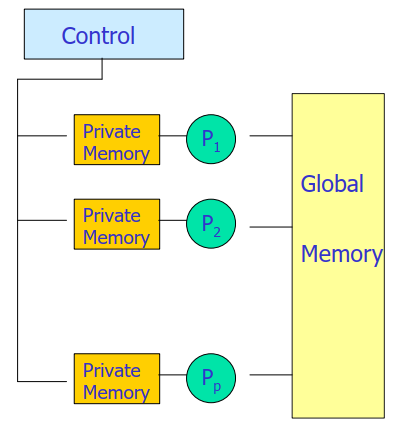 Control
Private
Memory
P1
Private
Memory
P2
Global
Memory
Private
Memory
Pp